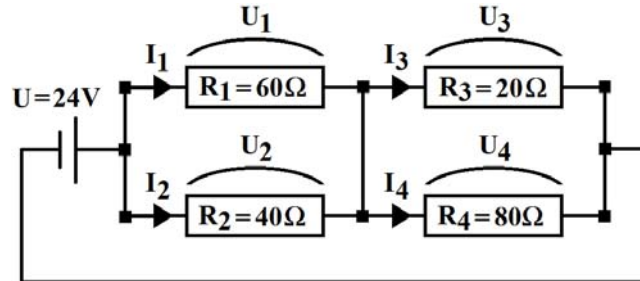 U₁ U₃
I₁ I₃
U=24V R₁=60Ω R₃=20Ω
U₂ U₄
I₂ I₄
R₂=40Ω R₄=80Ω